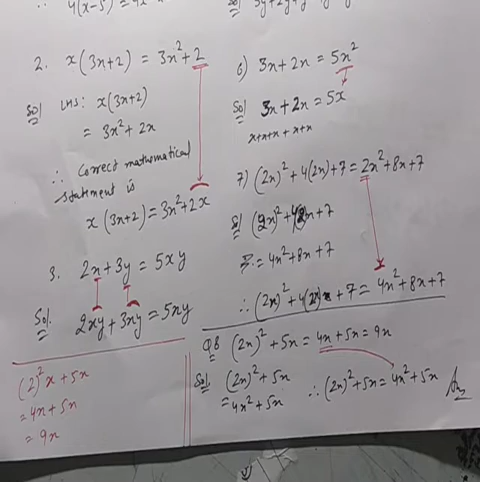 ∴ 4(x-5) = 4x
2. x(3x+2) = 3x²+2
Sol LHS: x(3x+2)
= 3x²+2x
∴ Correct mathematical
statement is
x(3x+2) = 3x²+2x
3. 2x+3y = 5xy
Sol. 2xy+3xy = 5xy
(2)²x+5x
= 4x+5x
= 9x
6) 3x+2x = 5x²
Sol 3x+2x = 5x
x+x+x + x+x
7) (2x)²+4(2x)+7 = 2x²+8x+7
Sol (2x)²+4(2)x+7
= 4x²+8x+7
∴ (2x)²+4(2)x+7 = 4x²+8x+7
Q8 (2x)²+5x = 4x+5x = 9x
Sol. (2x)²+5x
= 4x²+5x
∴ (2x)²+5x = 4x²+5x Ans